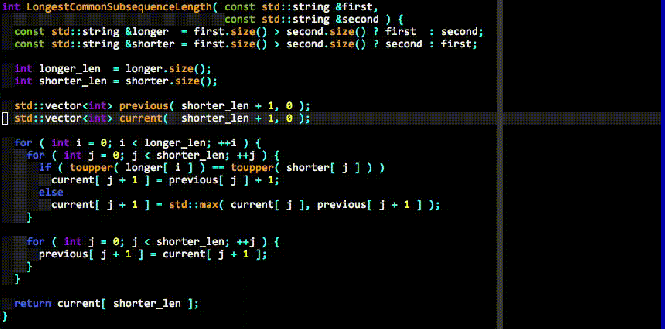 int LongestCommonSubsequenceLength( const std::string &first,
const std::string &second ) {
const std::string &longer  = first.size() > second.size() ? first  : second;
const std::string &shorter = first.size() > second.size() ? second : first;
int longer_len  = longer.size();
int shorter_len = shorter.size();
std::vector<int> previous( shorter_len + 1, 0 );
std::vector<int> current(  shorter_len + 1, 0 );
for ( int i = 0; i < longer_len; ++i ) {
for ( int j = 0; j < shorter_len; ++j ) {
if ( toupper( longer[ i ] ) == toupper( shorter[ j ] ) )
current[ j + 1 ] = previous[ j ] + 1;
else
current[ j + 1 ] = std::max( current[ j ], previous[ j + 1 ] );
}
for ( int j = 0; j < shorter_len; ++j ) {
previous[ j + 1 ] = current[ j + 1 ];
}
}
return current[ shorter_len ];
}